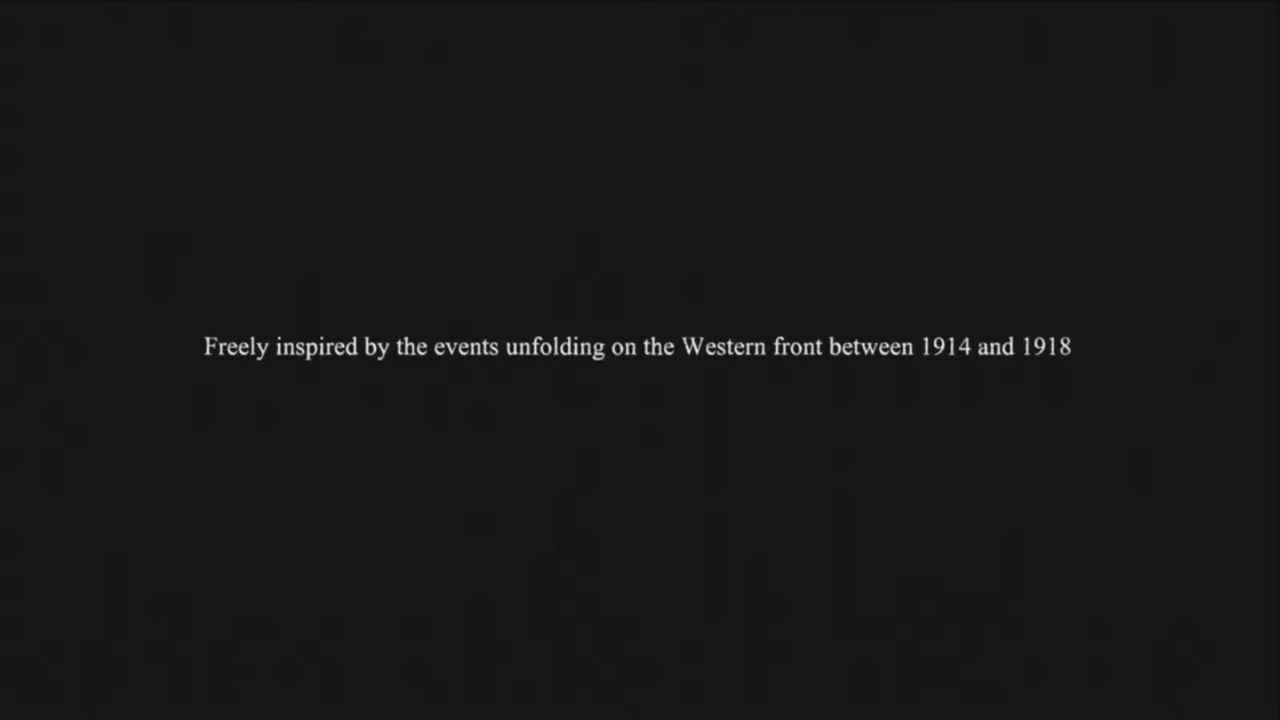 Freely inspired by the events unfolding on the Western front between 1914 and 1918